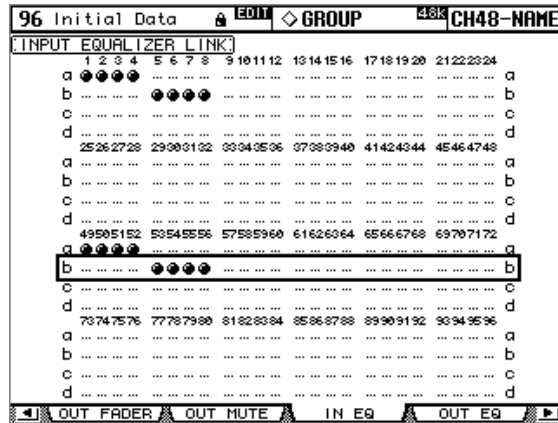 96 Initial Data EDIT GROUP 48K CH48-NAME
INPUT EQUALIZER LINK
1 2 3 4 5 6 7 8 9 10 11 12 13 14 15 16 17 18 19 20 21 22 23 24
a a
b b
c c
d d
25 26 27 28 29 30 31 32 33 34 35 36 37 38 39 40 41 42 43 44 45 46 47 48
a a
b b
c c
d d
49 50 51 52 53 54 55 56 57 58 59 60 61 62 63 64 65 66 67 68 69 70 71 72
a a
b b
c c
d d
73 74 75 76 77 78 79 80 81 82 83 84 85 86 87 88 89 90 91 92 93 94 95 96
a a
b b
c c
d d
OUT FADER OUT MUTE IN EQ OUT EQ